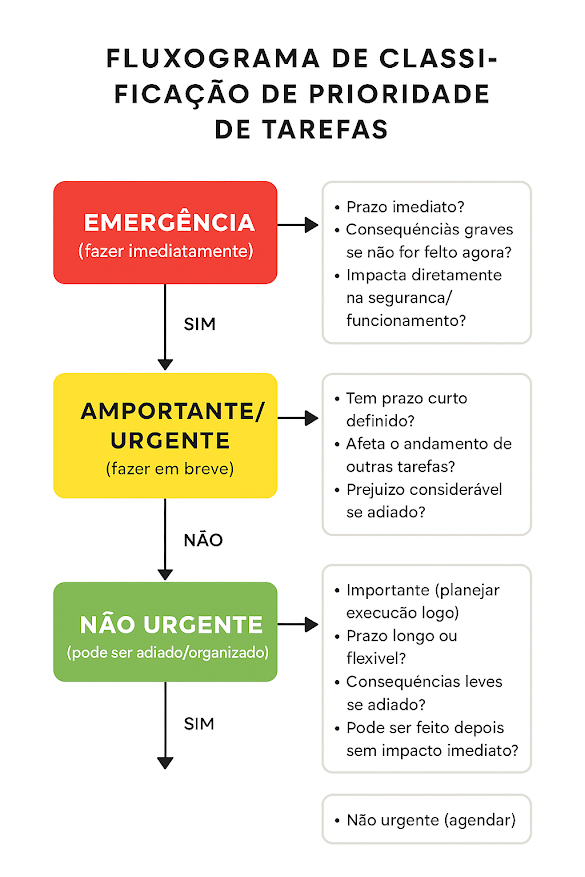 FLUXOGRAMA DE CLASSI-
FICAÇÃO DE PRIORIDADE
DE TAREFAS
EMERGÊNCIA
(fazer imediatamente)
• Prazo imediato?
• Consequénciàs graves
se não for felto agora?
• Impacta diretamente
na seguranca/
funcionamento?
SIM
AMPORTANTE/
URGENTE
(fazer em breve)
• Tem prazo curto
definido?
• Afeta o andamento de
outras tarefas?
• Prejuizo considerável
se adiado?
NÃO
NÃO URGENTE
(pode ser adiado/organizado)
• Importante (planejar
execucão logo)
• Prazo longo ou
flexivel?
• Consequéncias leves
se adiado?
• Pode ser feito depois
sem impacto imediato?
SIM
• Não urgente (agendar)